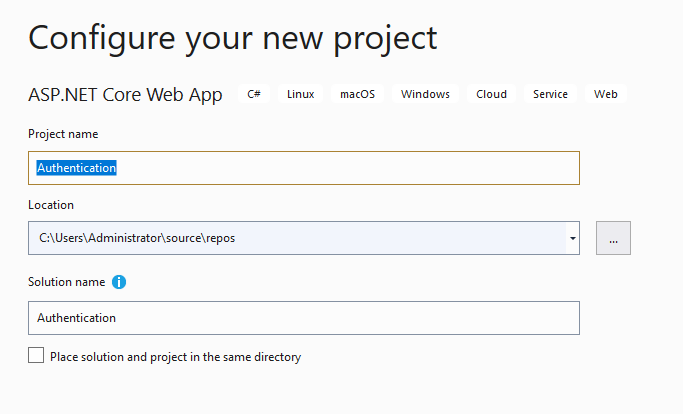 Configure your new project
ASP.NET Core Web App C# Linux macOS Windows Cloud Service Web
Project name
Authentication
Location
C:\Users\Administrator\source\repos
...
Solution name
Authentication
Place solution and project in the same directory